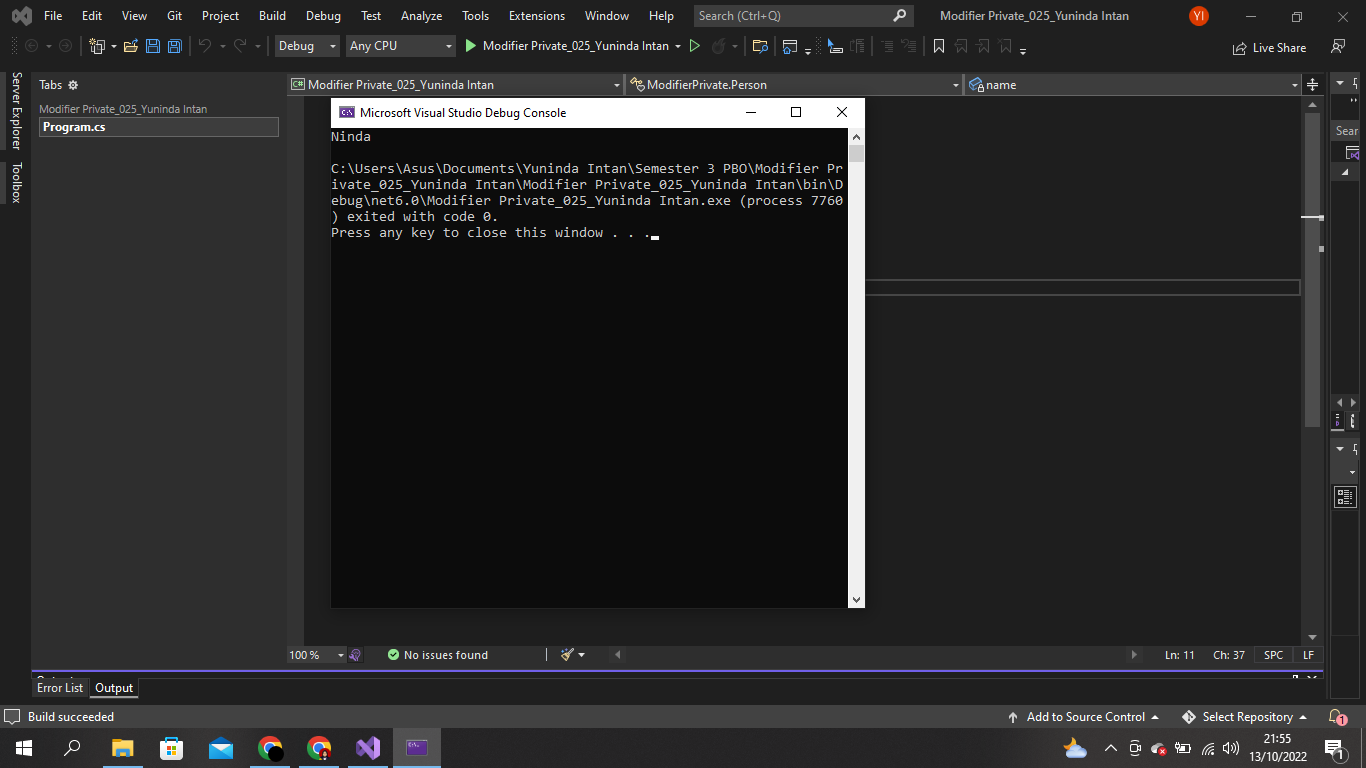 File Edit View Git Project Build Debug Test Analyze Tools Extensions Window Help Search (Ctrl+Q) Modifier Private_025_Yuninda Intan YI
Debug Any CPU Modifier Private_025_Yuninda Intan Live Share
Server Explorer
Toolbox
Tabs
Modifier Private_025_Yuninda Intan
Program.cs
C# Modifier Private_025_Yuninda Intan ModifierPrivate.Person name
Microsoft Visual Studio Debug Console
Ninda
C:\Users\Asus\Documents\Yuninda Intan\Semester 3 PBO\Modifier Pr
ivate_025_Yuninda Intan\Modifier Private_025_Yuninda Intan\bin\D
ebug\net6.0\Modifier Private_025_Yuninda Intan.exe (process 7760
) exited with code 0.
Press any key to close this window . . .
Sear
100 % No issues found Ln: 11 Ch: 37 SPC LF
Error List Output
Build succeeded Add to Source Control Select Repository 1
21:55
13/10/2022
1